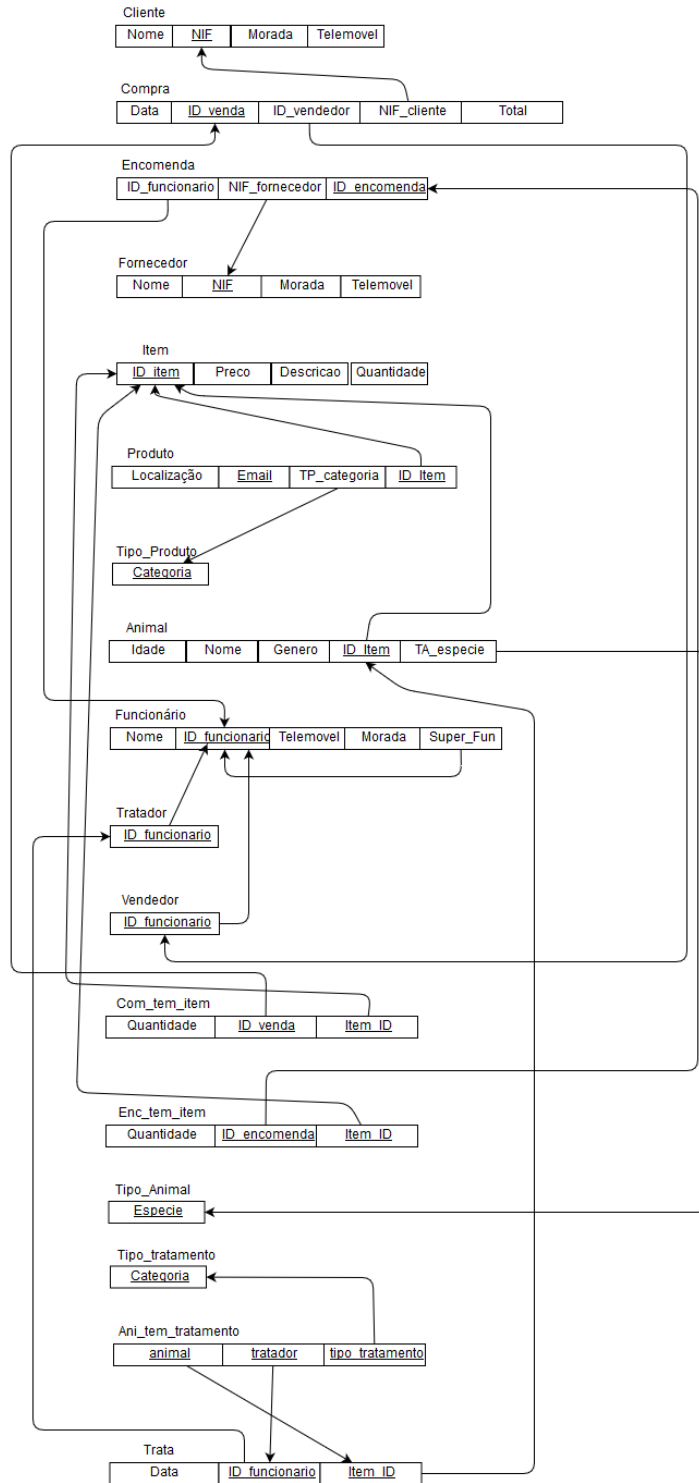 Cliente
Nome NIF Morada Telemovel
Compra
Data ID_venda ID_vendedor NIF_cliente Total
Encomenda
ID_funcionario NIF_fornecedor ID_encomenda
Fornecedor
Nome NIF Morada Telemovel
Item
ID_item Preco Descricao Quantidade
Produto
Localização Email TP_categoria ID_Item
Tipo_Produto
Categoria
Animal
Idade Nome Genero ID_Item TA_especie
Funcionário
Nome ID_funcionario Telemovel Morada Super_Fun
Tratador
ID_funcionario
Vendedor
ID_funcionario
Com_tem_item
Quantidade ID_venda Item_ID
Enc_tem_item
Quantidade ID_encomenda Item_ID
Tipo_Animal
Especie
Tipo_tratamento
Categoria
Ani_tem_tratamento
animal tratador tipo_tratamento
Trata
Data ID_funcionario Item_ID